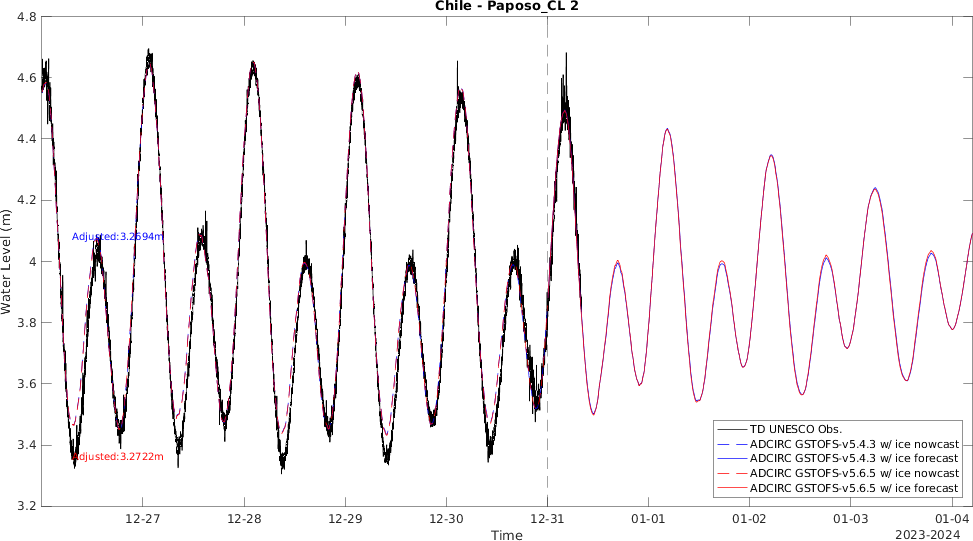 Chile - Paposo_CL 2
4.8
4.6
4.4
4.2
4
3.8
3.6
3.4
3.2
Water Level (m)
Adjusted:3.2694m
Adjusted:3.2722m
TD UNESCO Obs.
ADCIRC GSTOFS-v5.4.3 w/ ice nowcast
ADCIRC GSTOFS-v5.4.3 w/ ice forecast
ADCIRC GSTOFS-v5.6.5 w/ ice nowcast
ADCIRC GSTOFS-v5.6.5 w/ ice forecast
12-27 12-28 12-29 12-30 12-31 01-01 01-02 01-03 01-04
Time
2023-2024